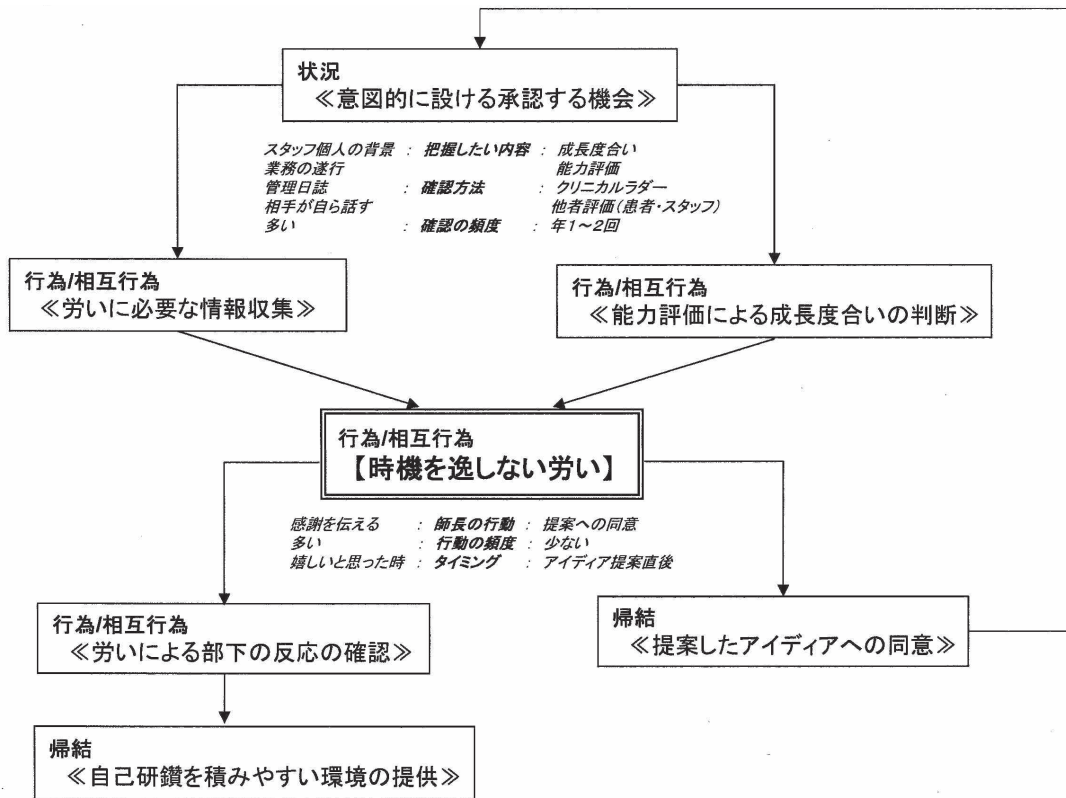 状況
≪意図的に設ける承認する機会≫
スタッフ個人の背景 : 把握したい内容 : 成長度合い
業務の遂行 能力評価
管理日誌 : 確認方法 : クリニカルラダー
相手が自ら話す 他者評価(患者・スタッフ)
多い : 確認の頻度 : 年1～2回
行為/相互行為
≪労いに必要な情報収集≫
行為/相互行為
≪能力評価による成長度合いの判断≫
行為/相互行為
【時機を逸しない労い】
感謝を伝える : 師長の行動 : 提案への同意
多い : 行動の頻度 : 少ない
嬉しいと思った時 : タイミング : アイディア提案直後
行為/相互行為
≪労いによる部下の反応の確認≫
帰結
≪提案したアイディアへの同意≫
帰結
≪自己研鑽を積みやすい環境の提供≫